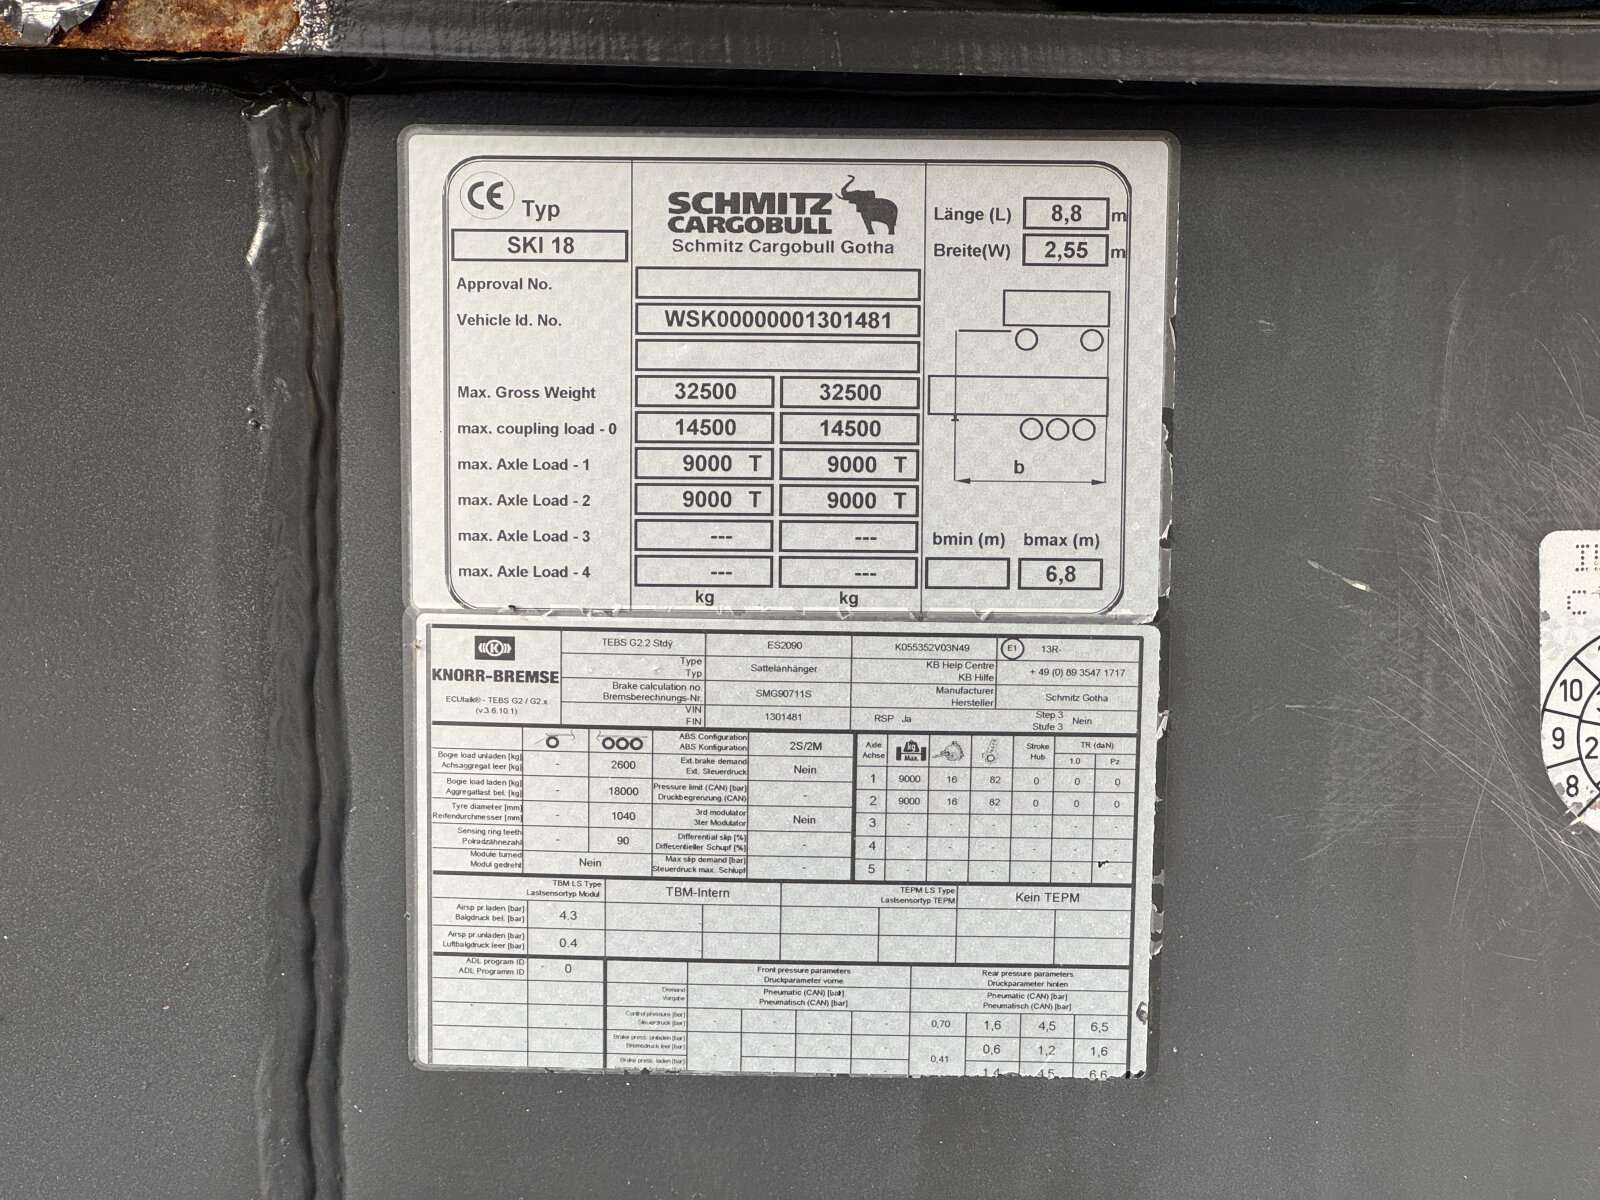 CE Typ
SKI 18
SCHMITZ
CARGOBULL
Schmitz Cargobull Gotha
Länge (L) 8,8 m
Breite(W) 2,55 m
Approval No.
Vehicle Id. No. WSK00000001301481
Max. Gross Weight 32500 32500
max. coupling load - 0 14500 14500
max. Axle Load - 1 9000 T 9000 T
max. Axle Load - 2 9000 T 9000 T
max. Axle Load - 3 --- ---
max. Axle Load - 4 --- ---
kg kg
b
bmin (m) bmax (m)
6,8
KNORR-BREMSE
ECUtalk® - TEBS G2 / G2.x
(v.3.6.10.1)
TEBS G2.2 Stdy ES2090 K055352V03N49 E1 13R-
Type
Typ
Sattelanhänger
KB Help Centre
KB Hilfe
+ 49 (0) 89 3547 1717
Brake calculation no.
Bremsberechnungs-Nr.
SMG90711S
Manufacturer
Hersteller
Schmitz Gotha
VIN
FIN
1301481
RSP Ja
Step 3
Stufe 3
Nein
Bogie load unladen [kg]
Achsaggregat leer [kg]
- 2600
Bogie load laden [kg]
Aggregatlast bel. [kg]
- 18000
Tyre diameter [mm]
Reifendurchmesser [mm]
- 1040
Sensing ring teeth
Polradzähnezahl
- 90
Module turned
Modul gedreht
Nein
ABS Configuration
ABS Konfiguration
2S/2M
Ext.brake demand
Ext. Steuerdruck
Nein
Pressure limit (CAN) [bar]
Druckbegrenzung (CAN)
-
3rd modulator
3ter Modulator
Nein
Differential slip [%]
Differentieller Schupf [%]
-
Max slip demand [bar]
Steuerdruck max. Schlupf
-
Axle
Achse
kg
Max.
Stroke
Hub
TR (daN)
1.0 Pz
1 9000 16 82 0 0 0
2 9000 16 82 0 0 0
3 - - - - - -
4 - - - - - -
5 - - - - -
TBM LS Type
Lastsensortyp Modul
TBM-Intern
TEPM LS Type
Lastsensortyp TEPM
Kein TEPM
Airsp pr.laden [bar]
Balgdruck bel. [bar]
4.3
Airsp pr.unladen [bar]
Luftbalgdruck leer [bar]
0.4
ADL program ID
ADL Programm ID
0
Front pressure parameters
Druckparameter vorne
Rear pressure parameters
Druckparameter hinten
Demand
Vorgabe
Pneumatic (CAN) [bar]
Pneumatisch (CAN) [bar]
Pneumatic (CAN) [bar]
Pneumatisch (CAN) [bar]
Control pressure [bar]
Steuerdruck [bar]
- - - - 0,70 1,6 4,5 6,5
Brake press. unladen [bar]
Bremsdruck leer [bar]
- - - 0,41 0,6 1,2 1,6
Brake press. laden [bar]
1,4 4,5 6,6
10
9
8